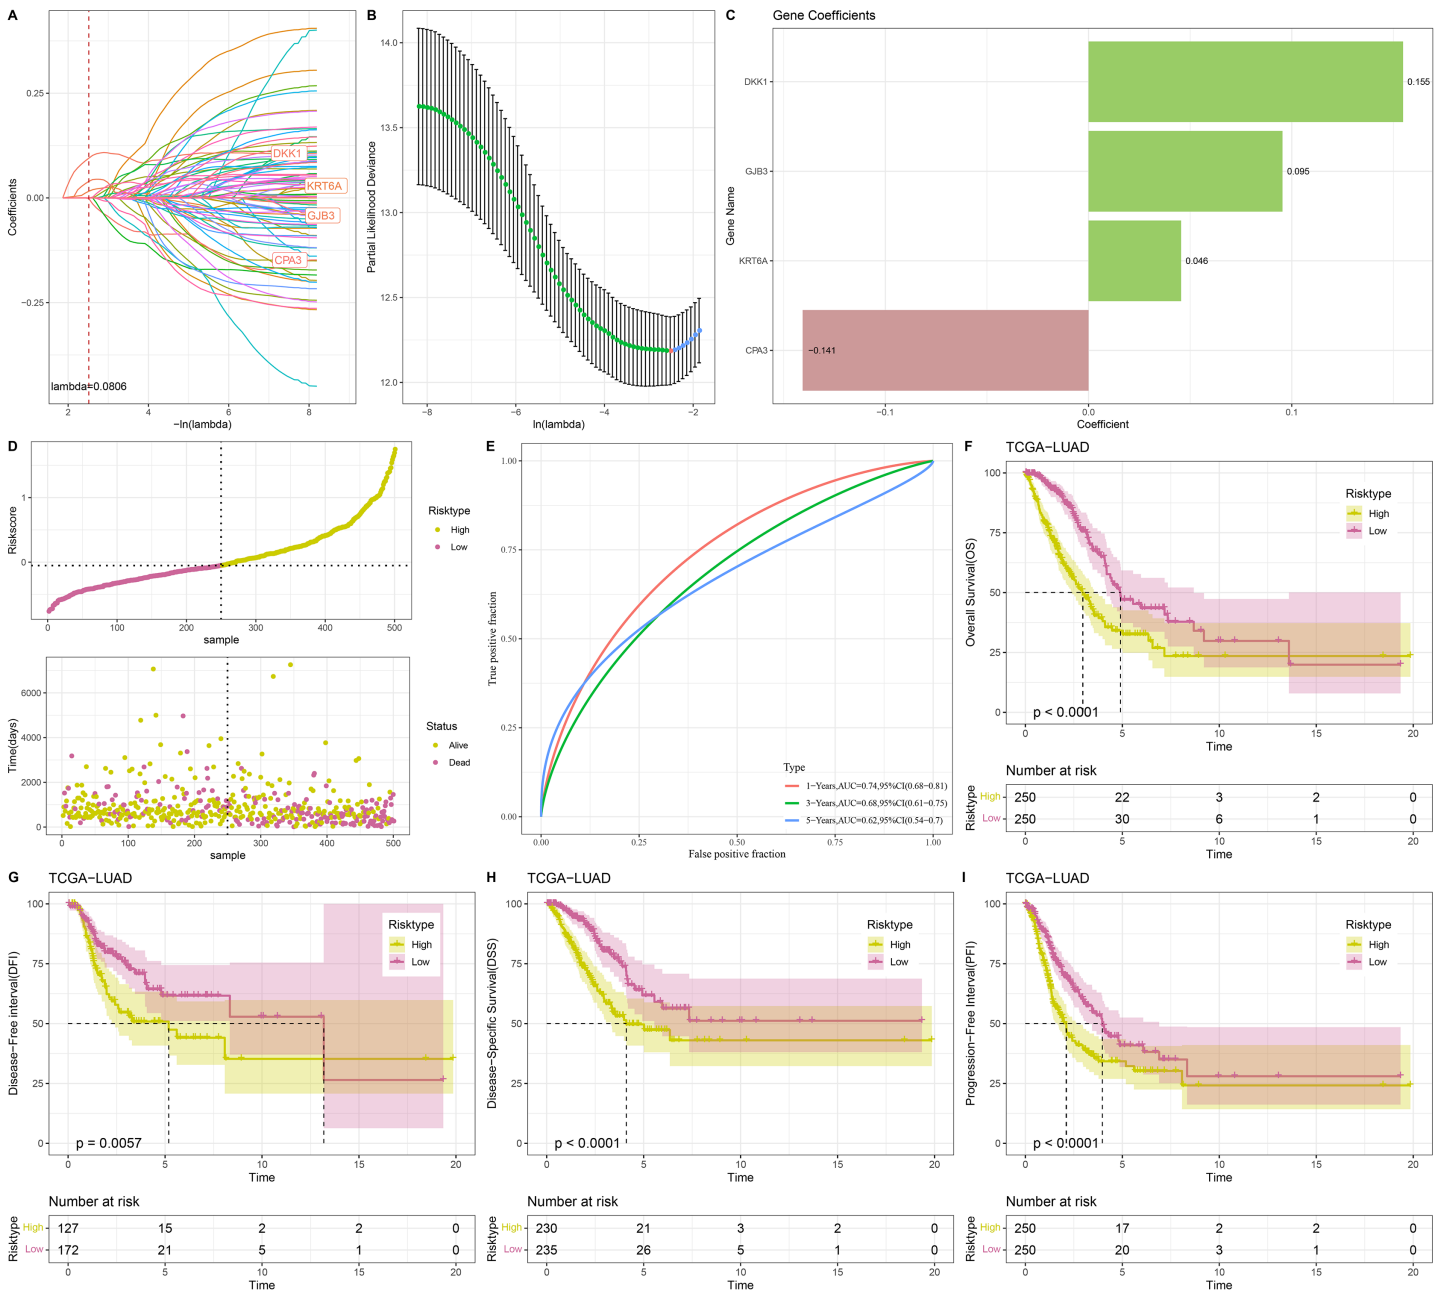 A
Coefficients
0.25
0.00
−0.25
DKK1
KRT6A
GJB3
CPA3
lambda=0.0806
2 4 6 8
−ln(lambda)
B
Partial Likelihood Deviance
14.0
13.5
13.0
12.5
12.0
−8 −6 −4 −2
ln(lambda)
C
Gene Coefficients
Gene Name
DKK1
0.155
GJB3
0.095
KRT6A
0.046
CPA3
−0.141
−0.1 0.0 0.1
Coefficient
D
Riskscore
1
0
0 100 200 300 400 500
sample
Risktype
High
Low
Time(days)
6000
4000
2000
0
0 100 200 300 400 500
sample
Status
Alive
Dead
E
True positive fraction
1.00
0.75
0.50
0.25
0.00
Type
1−Years,AUC=0.74,95%CI(0.68−0.81)
3−Years,AUC=0.68,95%CI(0.61−0.75)
5−Years,AUC=0.62,95%CI(0.54−0.7)
0.00 0.25 0.50 0.75 1.00
False positive fraction
F
TCGA−LUAD
Overall Survival(OS)
100
75
50
25
0
Risktype
High
Low
p < 0.0001
0 5 10 15 20
Time
Number at risk
Risktype
High 250 22 3 2 0
Low 250 30 6 1 0
0 5 10 15 20
Time
G
TCGA−LUAD
Disease−Free interval(DFI)
100
75
50
25
0
Risktype
High
Low
p = 0.0057
0 5 10 15 20
Time
Number at risk
Risktype
High 127 15 2 2 0
Low 172 21 5 1 0
0 5 10 15 20
Time
H
TCGA−LUAD
Disease−Specific Survival(DSS)
100
75
50
25
0
Risktype
High
Low
p < 0.0001
0 5 10 15 20
Time
Number at risk
Risktype
High 230 21 3 2 0
Low 235 26 5 1 0
0 5 10 15 20
Time
I
TCGA−LUAD
Progression−Free Interval(PFI)
100
75
50
25
0
Risktype
High
Low
p < 0.0001
0 5 10 15 20
Time
Number at risk
Risktype
High 250 17 2 2 0
Low 250 20 3 1 0
0 5 10 15 20
Time